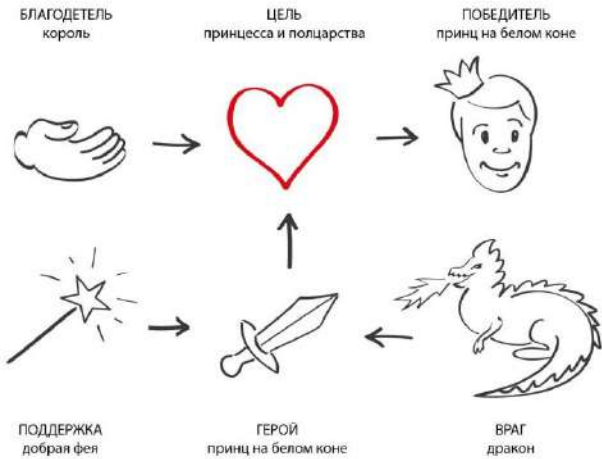 БЛАГОДЕТЕЛЬ
король
ЦЕЛЬ
принцесса и полцарства
ПОБЕДИТЕЛЬ
принц на белом коне
ПОДДЕРЖКА
добрая фея
ГЕРОЙ
принц на белом коне
ВРАГ
дракон